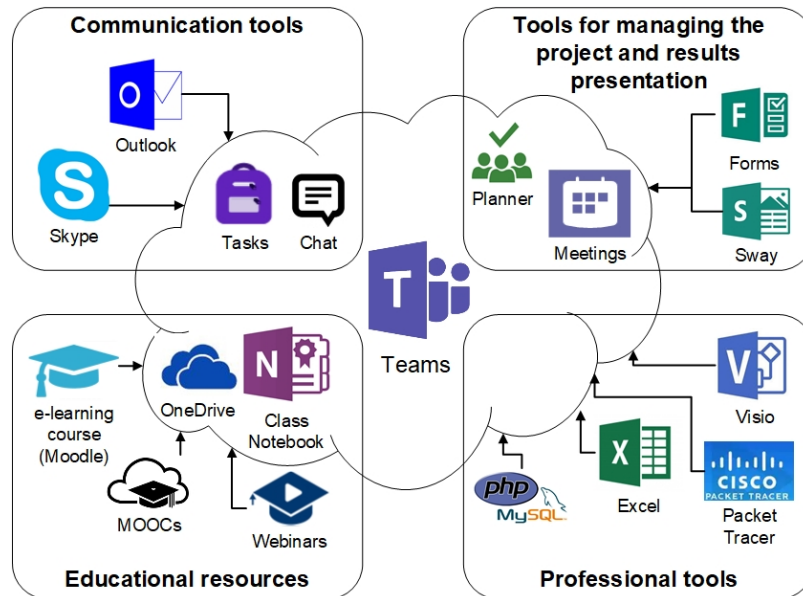 Communication tools
O
Outlook
S
Skype
Tasks
Chat
Tools for managing the
project and results
presentation
Planner
Meetings
F
Forms
S
Sway
T
Teams
e-learning
course
(Moodle)
OneDrive
N
Class
Notebook
MOOCs
Webinars
Educational resources
V
Visio
X
Excel
php
MySQL
CISCO
PACKET TRACER
Packet
Tracer
Professional tools